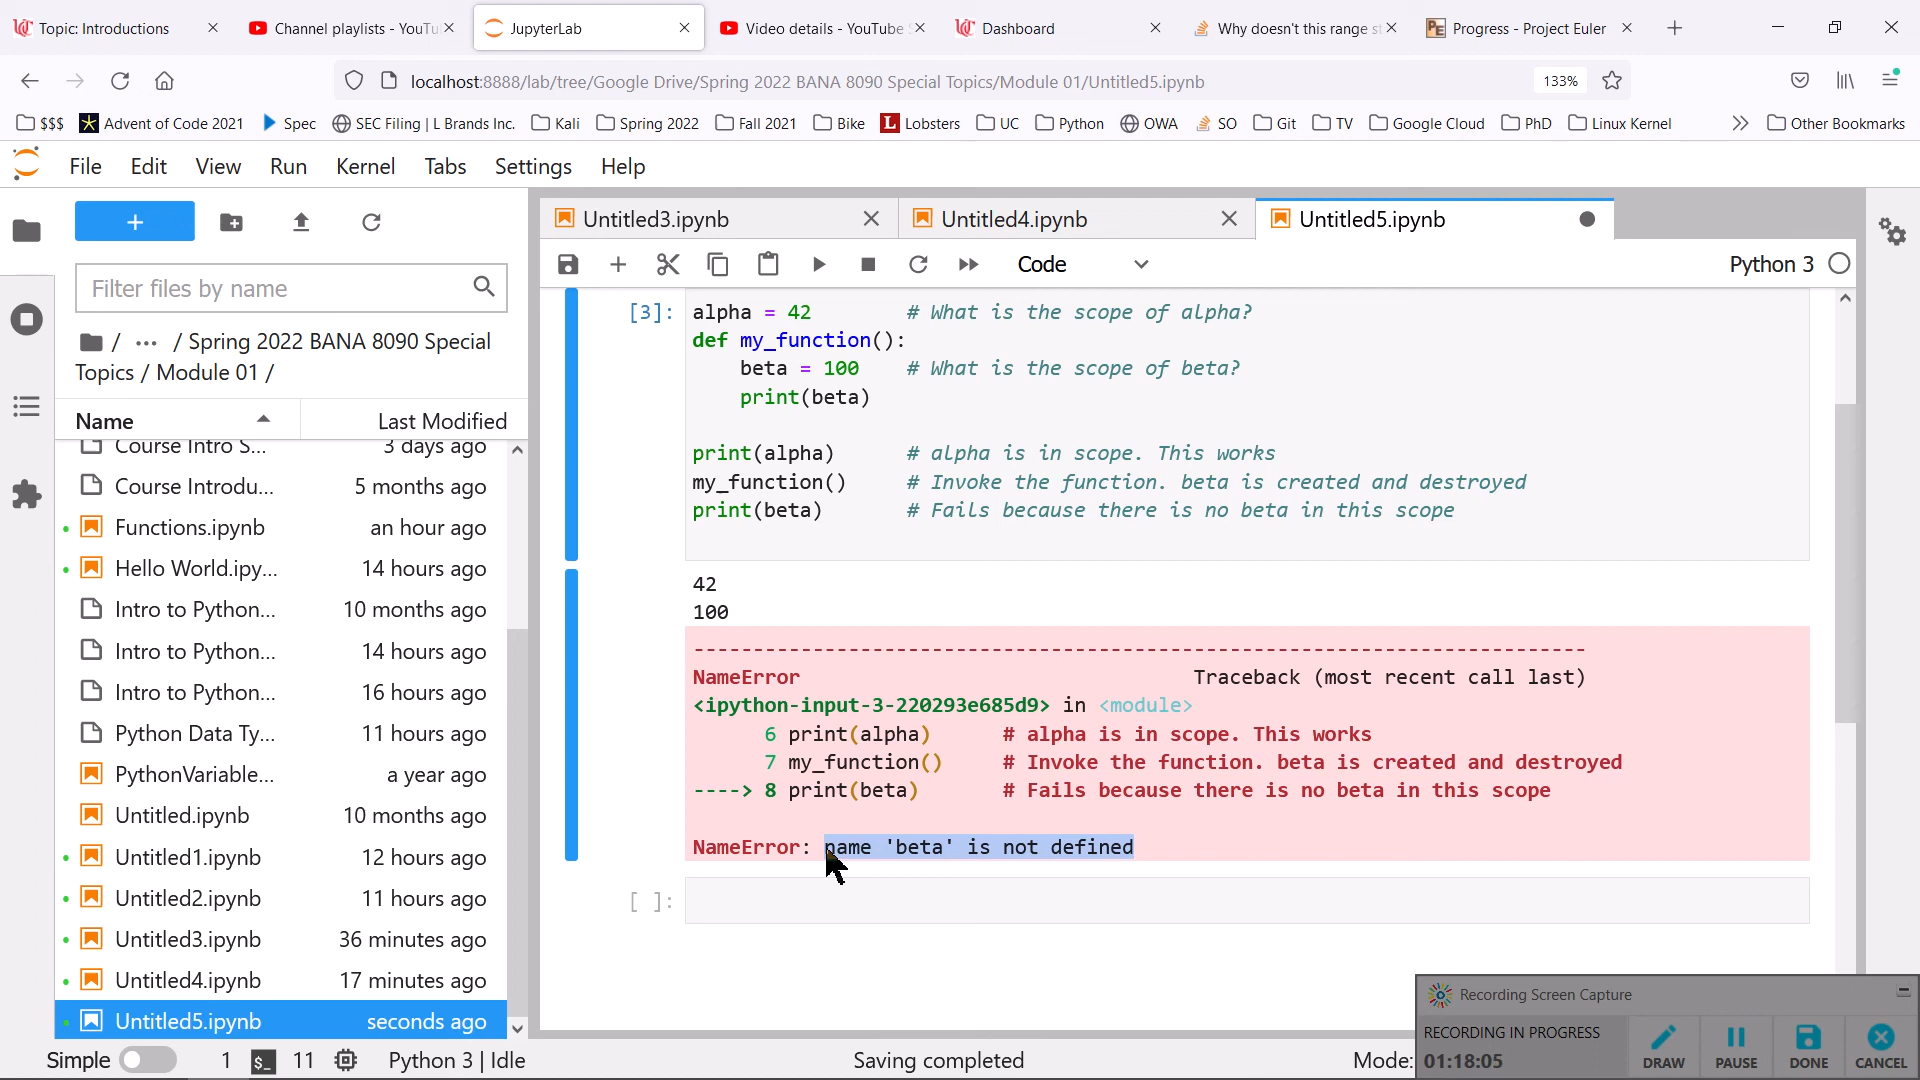 Topic: Introductions
Channel playlists - YouTu
JupyterLab
Video details - YouTube S
Dashboard
Why doesn't this range st
Progress - Project Euler
localhost:8888/lab/tree/Google Drive/Spring 2022 BANA 8090 Special Topics/Module 01/Untitled5.ipynb
133%
$$$
Advent of Code 2021
Spec
SEC Filing | L Brands Inc.
Kali
Spring 2022
Fall 2021
Bike
Lobsters
UC
Python
OWA
SO
Git
TV
Google Cloud
PhD
Linux Kernel
Other Bookmarks
File Edit View Run Kernel Tabs Settings Help
Filter files by name
/ ··· / Spring 2022 BANA 8090 Special
Topics / Module 01 /
Name Last Modified
Course Intro S... 3 days ago
Course Introdu... 5 months ago
Functions.ipynb an hour ago
Hello World.ipy... 14 hours ago
Intro to Python... 10 months ago
Intro to Python... 14 hours ago
Intro to Python... 16 hours ago
Python Data Ty... 11 hours ago
PythonVariable... a year ago
Untitled.ipynb 10 months ago
Untitled1.ipynb 12 hours ago
Untitled2.ipynb 11 hours ago
Untitled3.ipynb 36 minutes ago
Untitled4.ipynb 17 minutes ago
Untitled5.ipynb seconds ago
Untitled3.ipynb
Untitled4.ipynb
Untitled5.ipynb
Code
Python 3
[3]: alpha = 42 # What is the scope of alpha?
def my_function():
beta = 100 # What is the scope of beta?
print(beta)
print(alpha) # alpha is in scope. This works
my_function() # Invoke the function. beta is created and destroyed
print(beta) # Fails because there is no beta in this scope
42
100
---------------------------------------------------------------------------
NameError Traceback (most recent call last)
<ipython-input-3-220293e685d9> in <module>
6 print(alpha) # alpha is in scope. This works
7 my_function() # Invoke the function. beta is created and destroyed
----> 8 print(beta) # Fails because there is no beta in this scope
NameError: name 'beta' is not defined
[ ]:
Simple 1 $_ 11 Python 3 | Idle Saving completed Mode:
Recording Screen Capture
RECORDING IN PROGRESS
01:18:05
DRAW
PAUSE
DONE
CANCEL